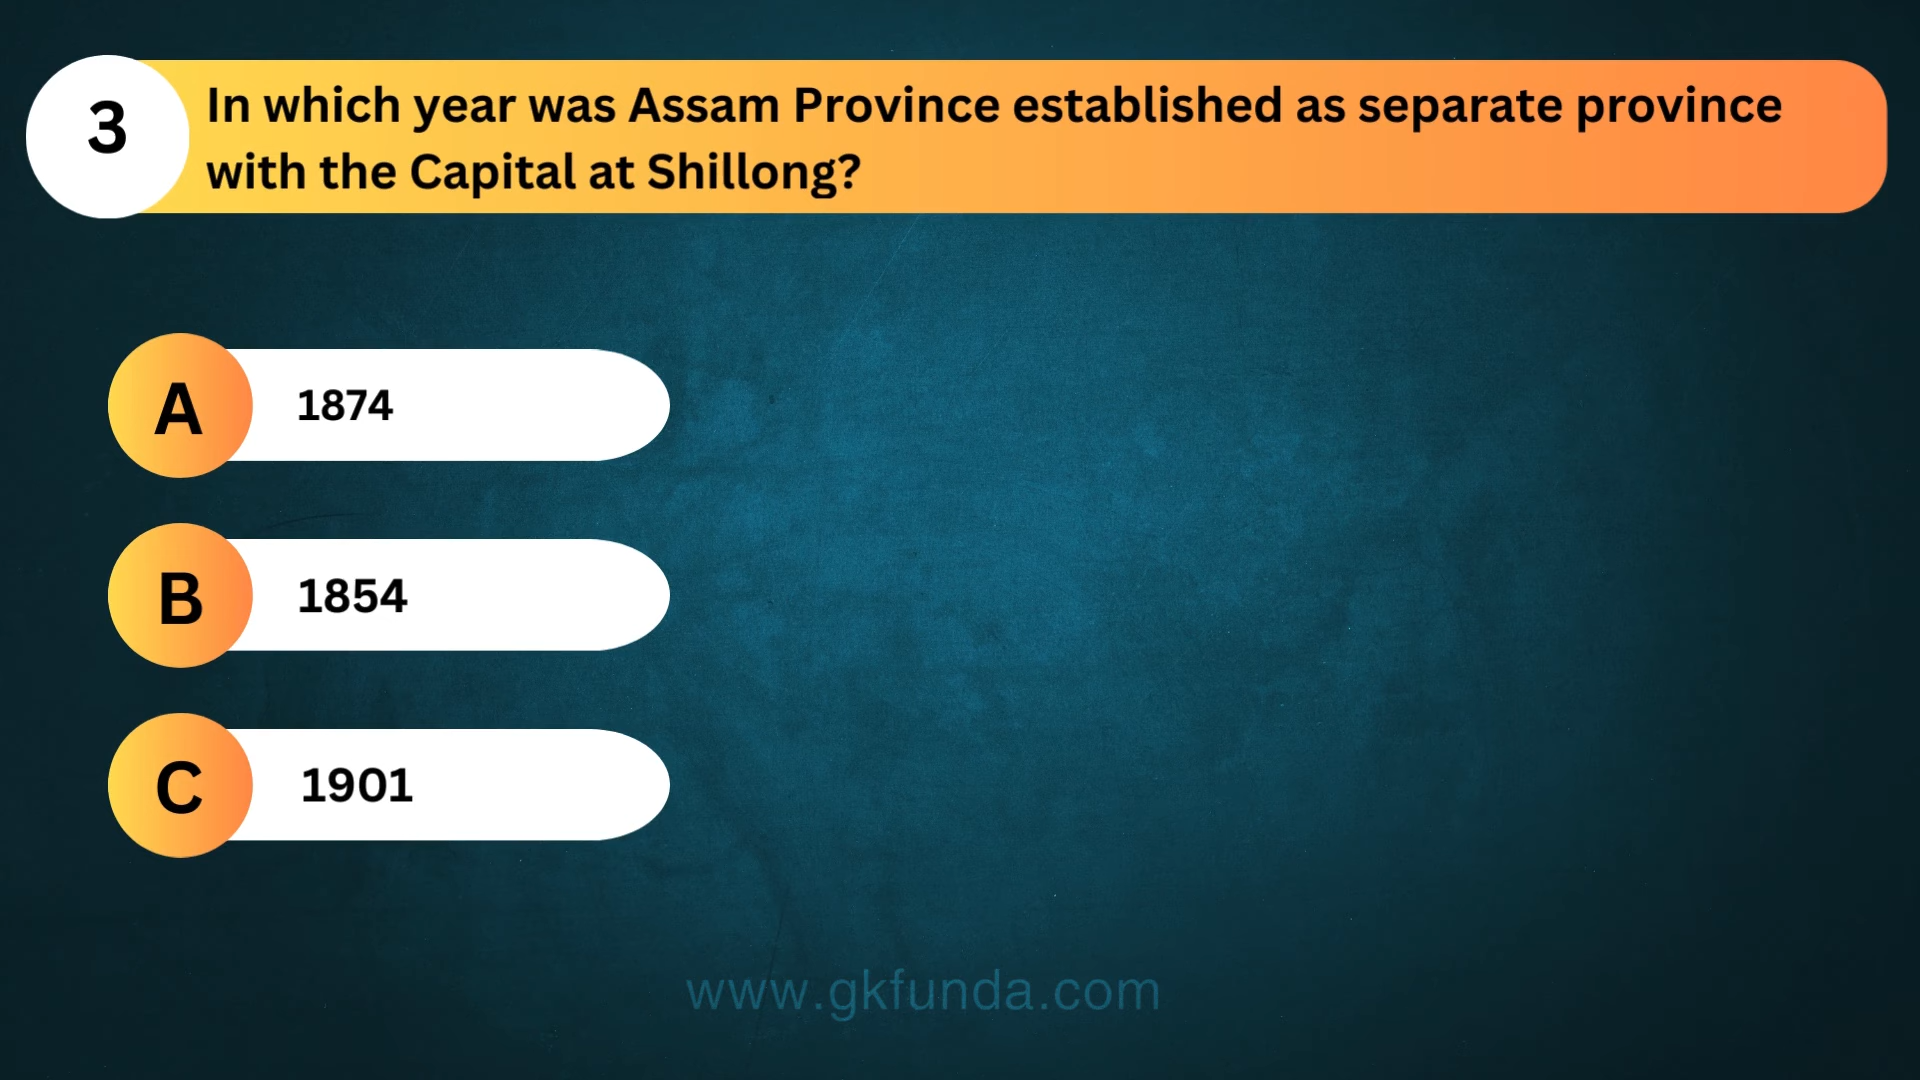 3
In which year was Assam Province established as separate province
with the Capital at Shillong?
A
1874
B
1854
C
1901
www.gkfunda.com